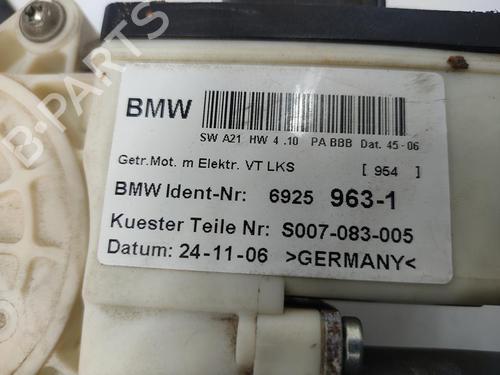 BMW
SW A21 HW 4 .10 PA BBB Dat. 45-06
Getr.Mot. m Elektr. VT LKS [ 954 ]
BMW Ident-Nr: 6925 963-1
Kuester Teile Nr: S007-083-005
Datum: 24-11-06 >GERMANY<
B-PARTS